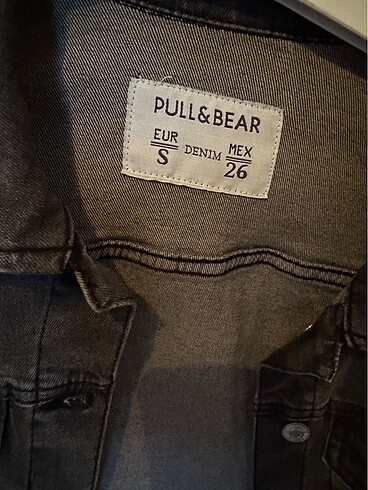 PULL&BEAR
EUR DENIM MEX
S 26